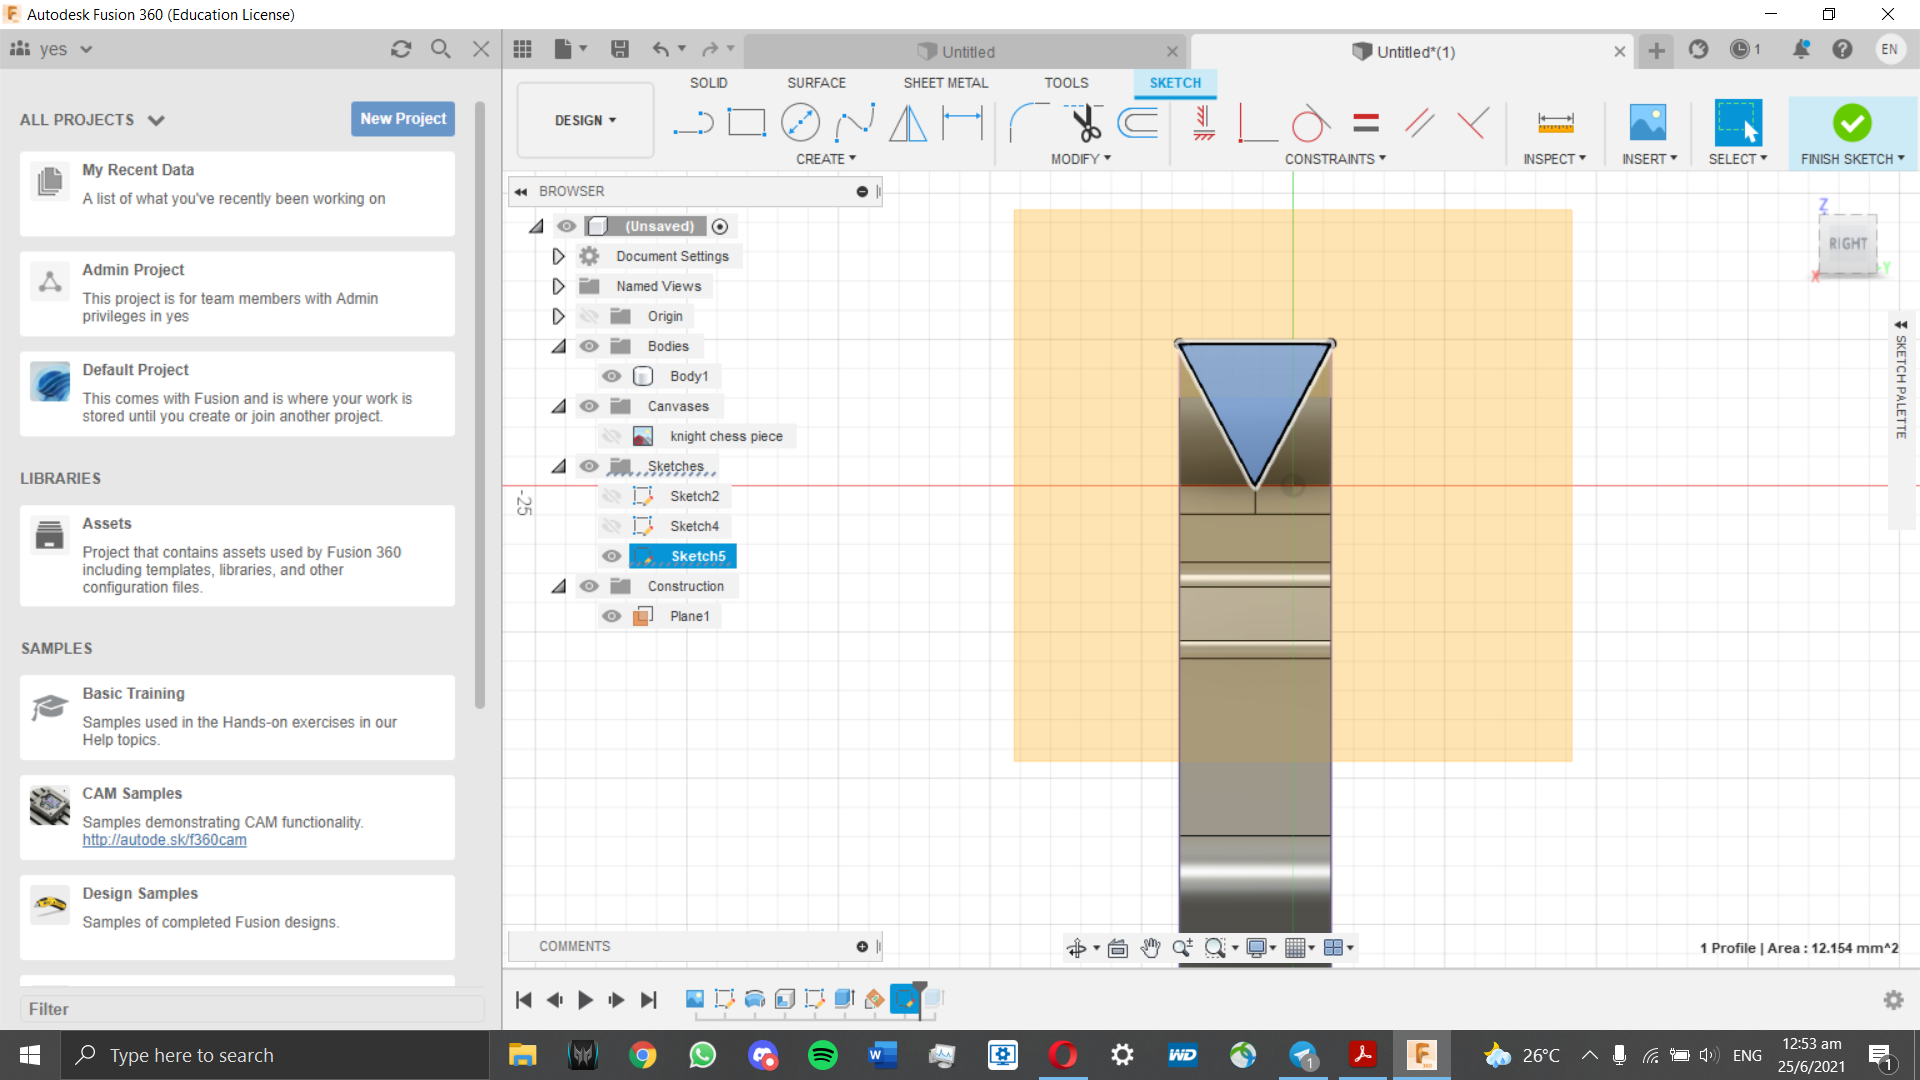 Autodesk Fusion 360 (Education License)
yes
Untitled
Untitled*(1)
1
EN
SOLID
SURFACE
SHEET METAL
TOOLS
SKETCH
ALL PROJECTS
New Project
DESIGN
CREATE
MODIFY
CONSTRAINTS
INSPECT
INSERT
SELECT
FINISH SKETCH
My Recent Data
A list of what you've recently been working on
Admin Project
This project is for team members with Admin
privileges in yes
Default Project
This comes with Fusion and is where your work is
stored until you create or join another project.
LIBRARIES
Assets
Project that contains assets used by Fusion 360
including templates, libraries, and other
configuration files.
SAMPLES
Basic Training
Samples used in the Hands-on exercises in our
Help topics.
CAM Samples
Samples demonstrating CAM functionality.
http://autode.sk/f360cam
Design Samples
Samples of completed Fusion designs.
Filter
BROWSER
(Unsaved)
Document Settings
Named Views
Origin
Bodies
Body1
Canvases
knight chess piece
Sketches
Sketch2
Sketch4
Sketch5
Construction
Plane1
-25
Z
RIGHT
X
Y
SKETCH PALETTE
COMMENTS
1 Profile | Area : 12.154 mm^2
Type here to search
W
WD
1
F
360
26°C
ENG
12:53 am
25/6/2021
1